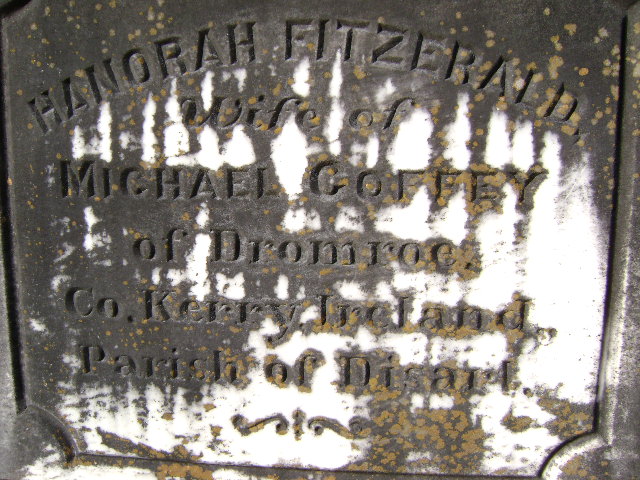 HANORAH FITZGERALD,
Wife of
MICHAEL GOFFEY
of Dromroe.
Co. Kerry, Ireland,
Parish of Disart.